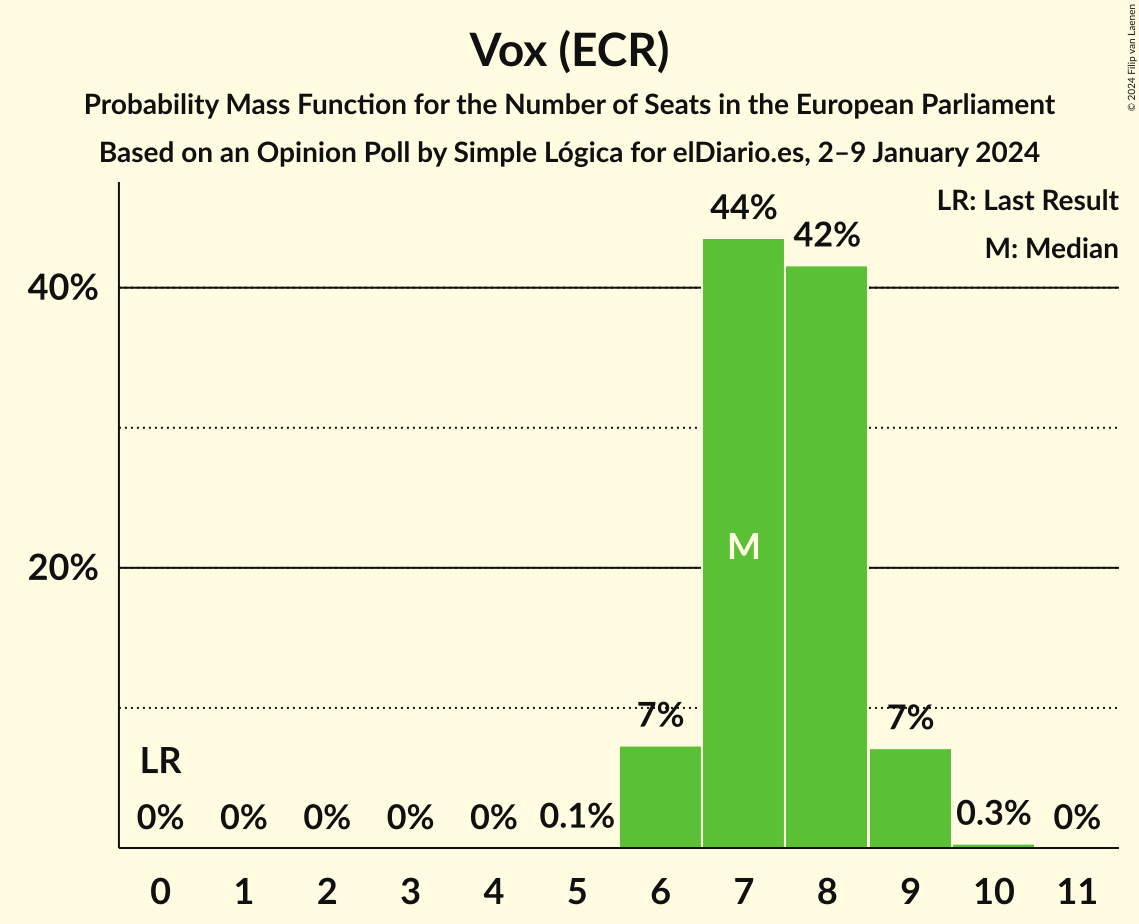 Vox (ECR)
Probability Mass Function for the Number of Seats in the European Parliament
Based on an Opinion Poll by Simple Lógica for elDiario.es, 2–9 January 2024
© 2024 Filip van Laenen
LR: Last Result
M: Median
44%
42%
40%
20%
M
7%
7%
LR
0%
0%
0%
0%
0%
0.1%
0.3%
0%
0 1 2 3 4 5 6 7 8 9 10 11